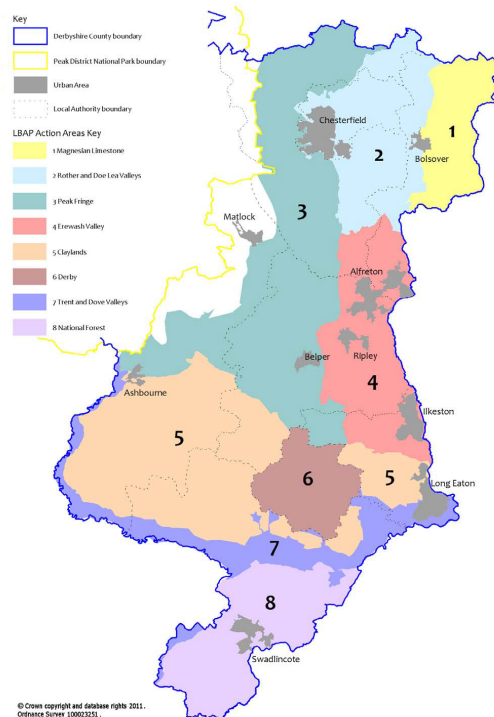 Key
Derbyshire County boundary
Peak District National Park boundary
Urban Area
Local Authority boundary
LBAP Action Areas Key
1 Magnesian Limestone
2 Rother and Doe Lea Valleys
3 Peak Fringe
4 Erewash Valley
5 Claylands
6 Derby
7 Trent and Dove Valleys
8 National Forest
Chesterfield
1
2
Bolsover
3
Matlock
Alfreton
Belper
Ripley
4
Ashbourne
Ilkeston
5
6
5
Long Eaton
7
8
Swadlincote
© Crown copyright and database rights 2011.
Ordnance Survey 100023251.